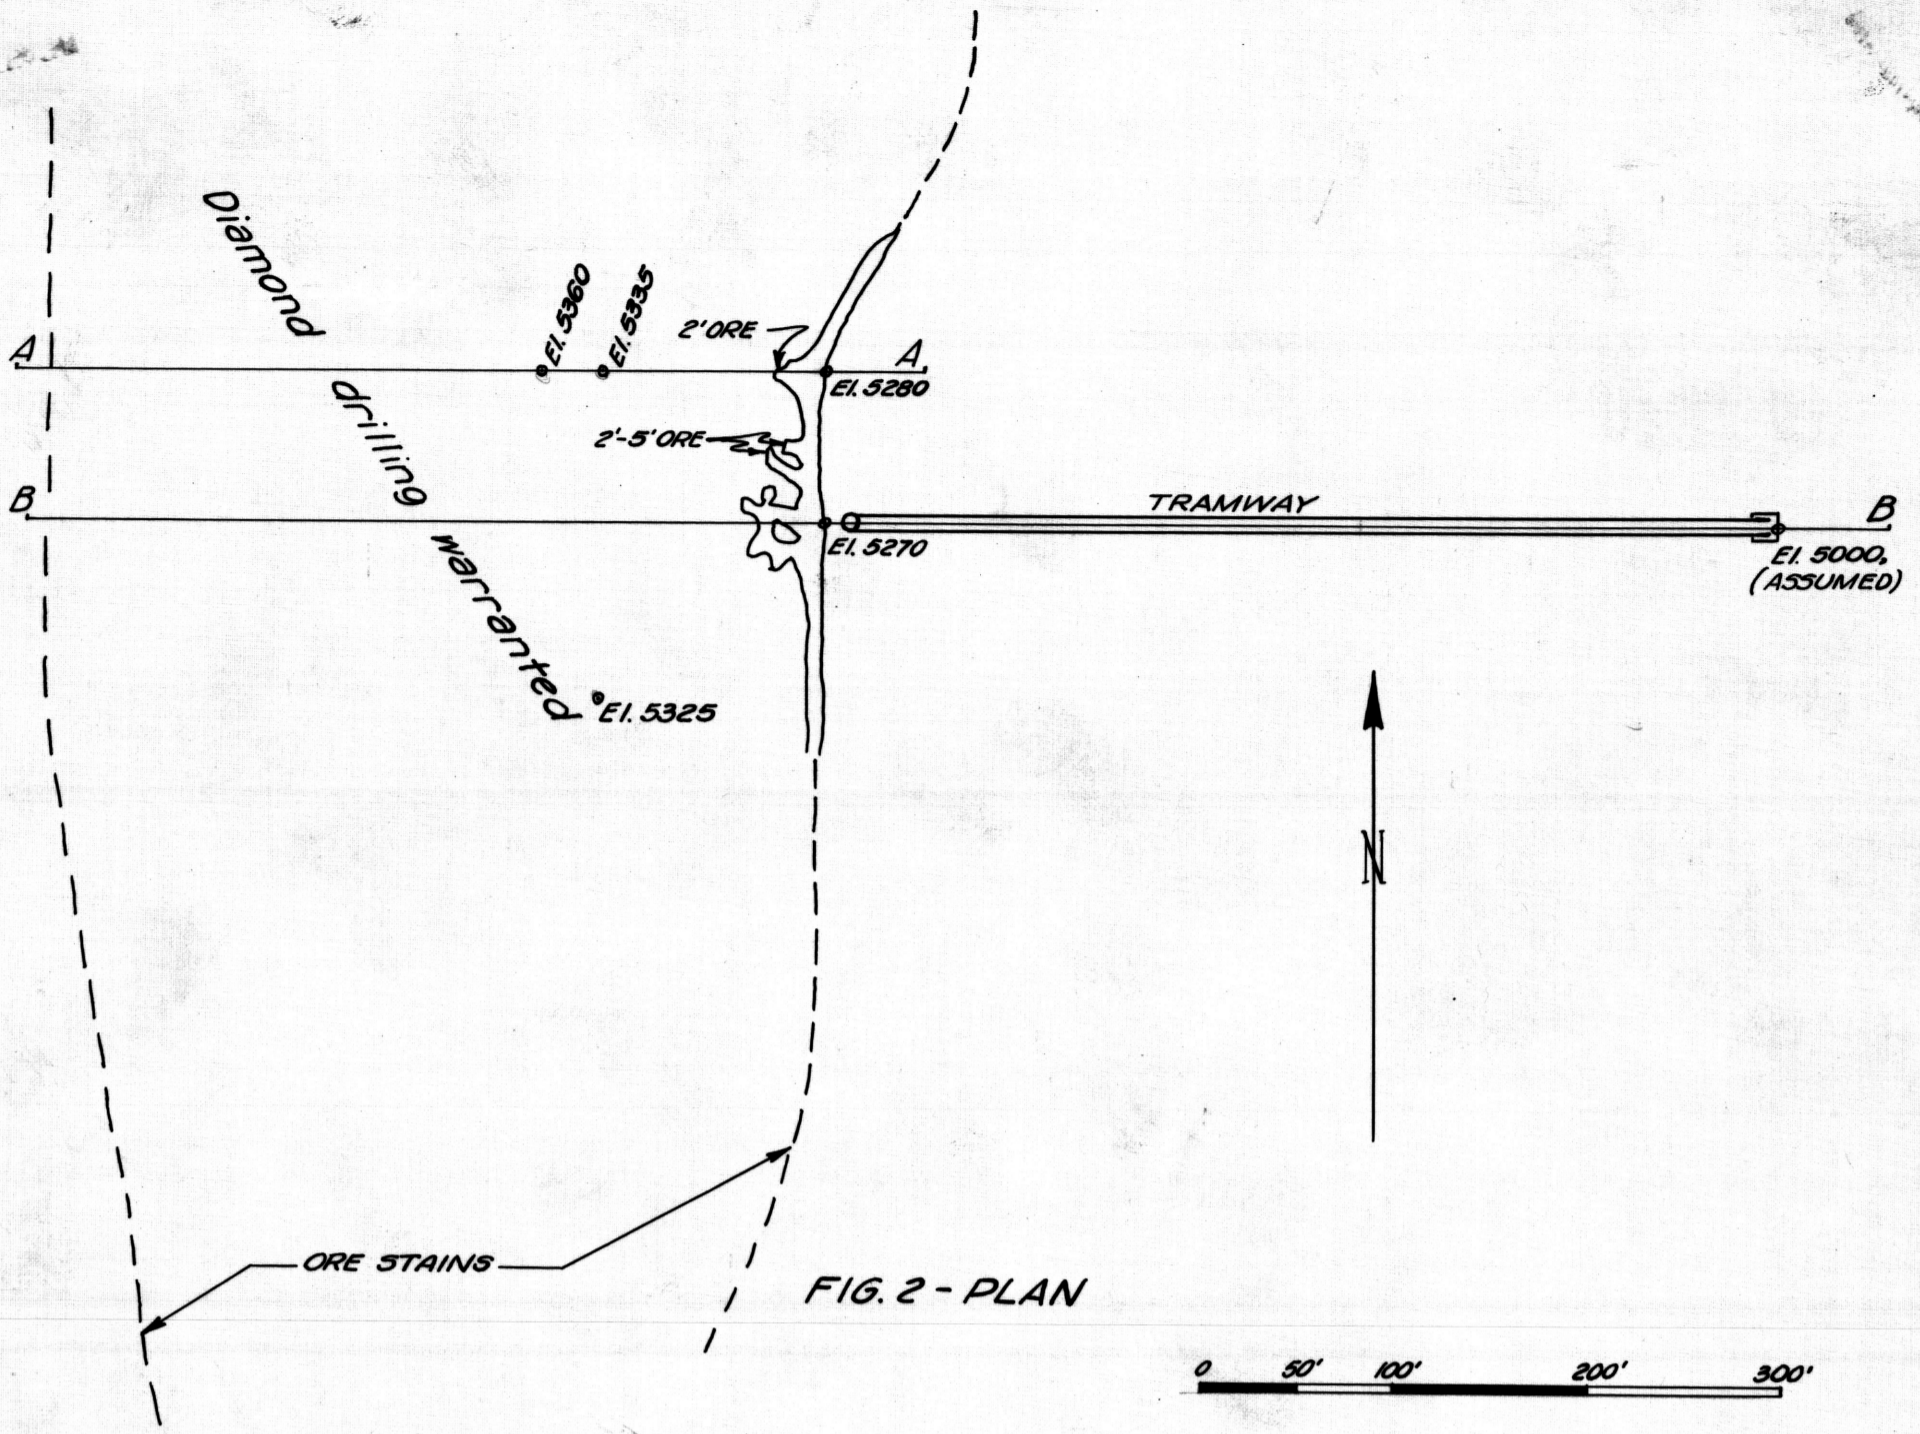 Diamond
drilling
warranted
El. 5360
El. 5335
2' ORE
A
A
El. 5280
2'-5' ORE
B
TRAMWAY
B
El. 5270
El. 5000,
(ASSUMED)
El. 5325
N
ORE STAINS
FIG. 2 - PLAN
0 50' 100' 200' 300'